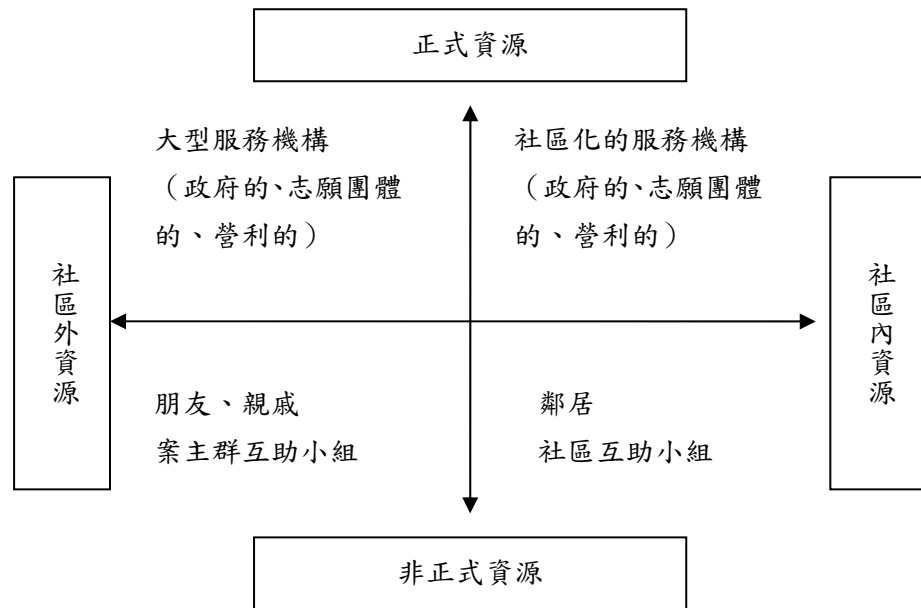 正式資源
大型服務機構
（政府的、志願團體
的、營利的）
社區化的服務機構
（政府的、志願團體
的、營利的）
社區外資源
社區內資源
朋友、親戚
案主群互助小組
鄰居
社區互助小組
非正式資源